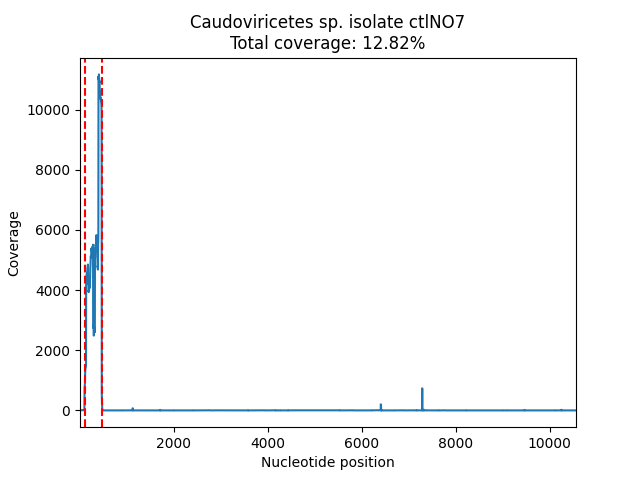 Caudoviricetes sp. isolate ctlNO7
Total coverage: 12.82%
10000
8000
6000
4000
2000
0
Coverage
2000 4000 6000 8000 10000
Nucleotide position